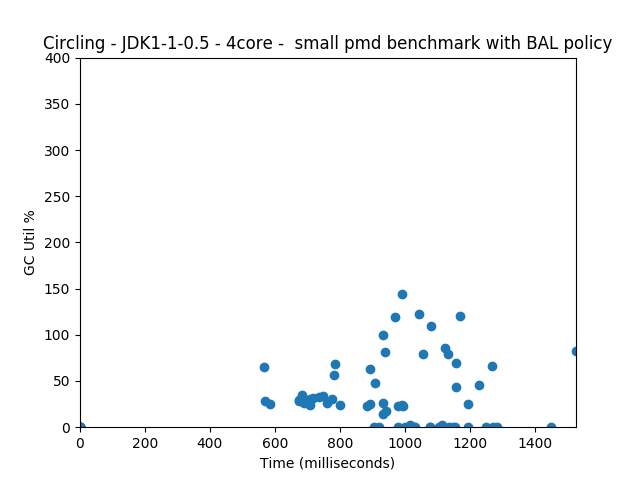 Circling - JDK1-1-0.5 - 4core -  small pmd benchmark with BAL policy
400
350
300
250
200
150
100
50
0
GC Util %
0 200 400 600 800 1000 1200 1400
Time (milliseconds)